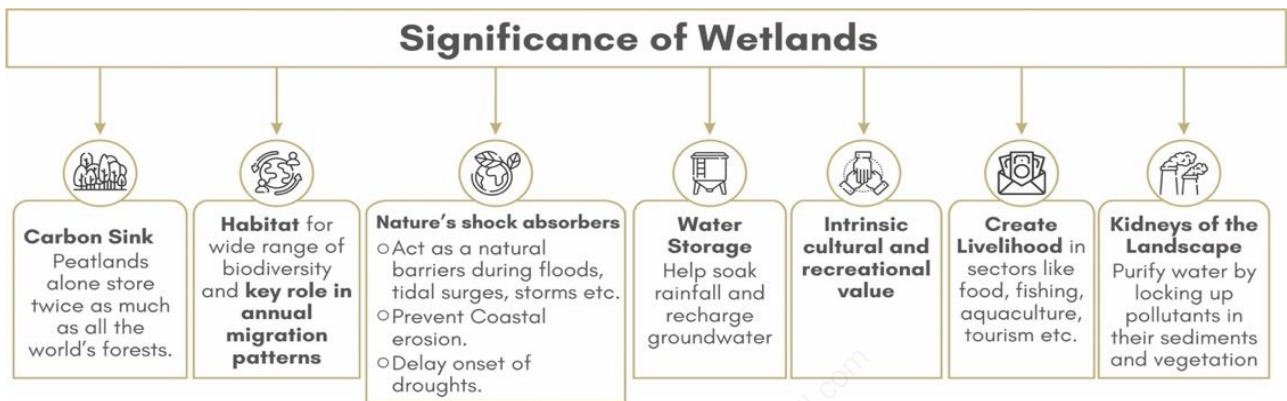 Significance of Wetlands
Carbon Sink
Peatlands
alone store
twice as much
as all the
world's forests.
Habitat for
wide range of
biodiversity
and key role in
annual
migration
patterns
Nature's shock absorbers
○Act as a natural
barriers during floods,
tidal surges, storms etc.
○Prevent Coastal
erosion.
○Delay onset of
droughts.
Water
Storage
Help soak
rainfall and
recharge
groundwater
Intrinsic
cultural and
recreational
value
Create
Livelihood in
sectors like
food, fishing,
aquaculture,
tourism etc.
Kidneys of the
Landscape
Purify water by
locking up
pollutants in
their sediments
and vegetation